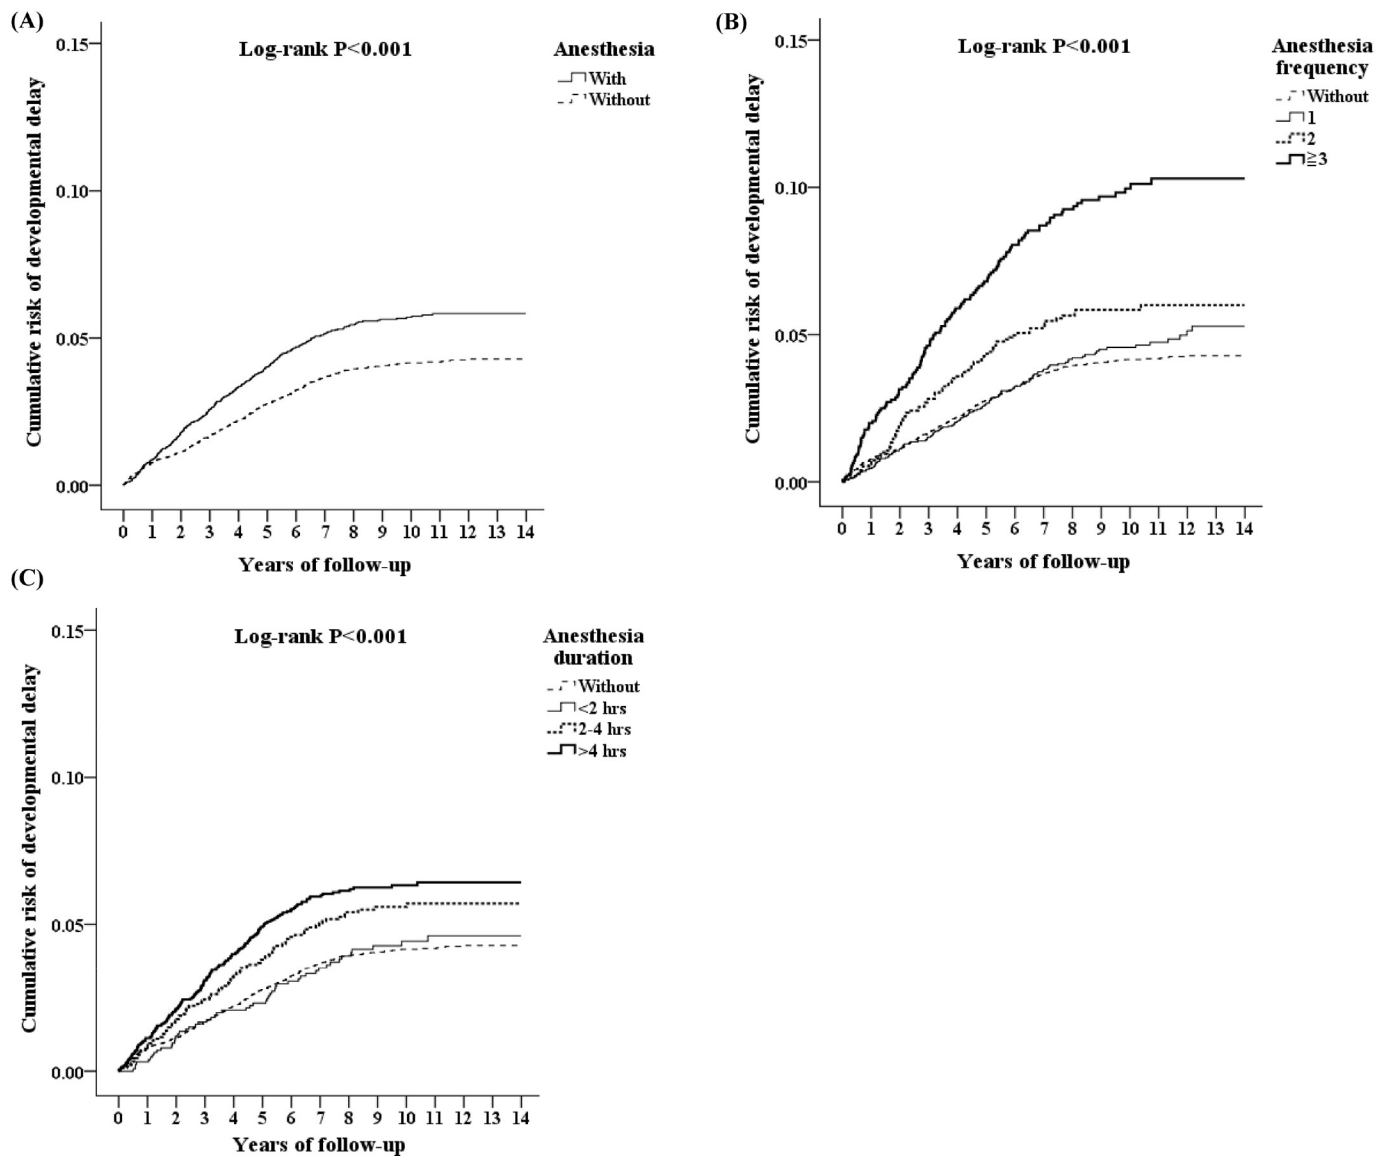 (A)
Log-rank P<0.001
Anesthesia
With
Without
Cumulative risk of developmental delay
0.15
0.10
0.05
0.00
0 1 2 3 4 5 6 7 8 9 10 11 12 13 14
Years of follow-up
(B)
Log-rank P<0.001
Anesthesia
frequency
Without
1
2
≧3
Cumulative risk of developmental delay
0.15
0.10
0.05
0.00
0 1 2 3 4 5 6 7 8 9 10 11 12 13 14
Years of follow-up
(C)
Log-rank P<0.001
Anesthesia
duration
Without
<2 hrs
2-4 hrs
>4 hrs
Cumulative risk of developmental delay
0.15
0.10
0.05
0.00
0 1 2 3 4 5 6 7 8 9 10 11 12 13 14
Years of follow-up